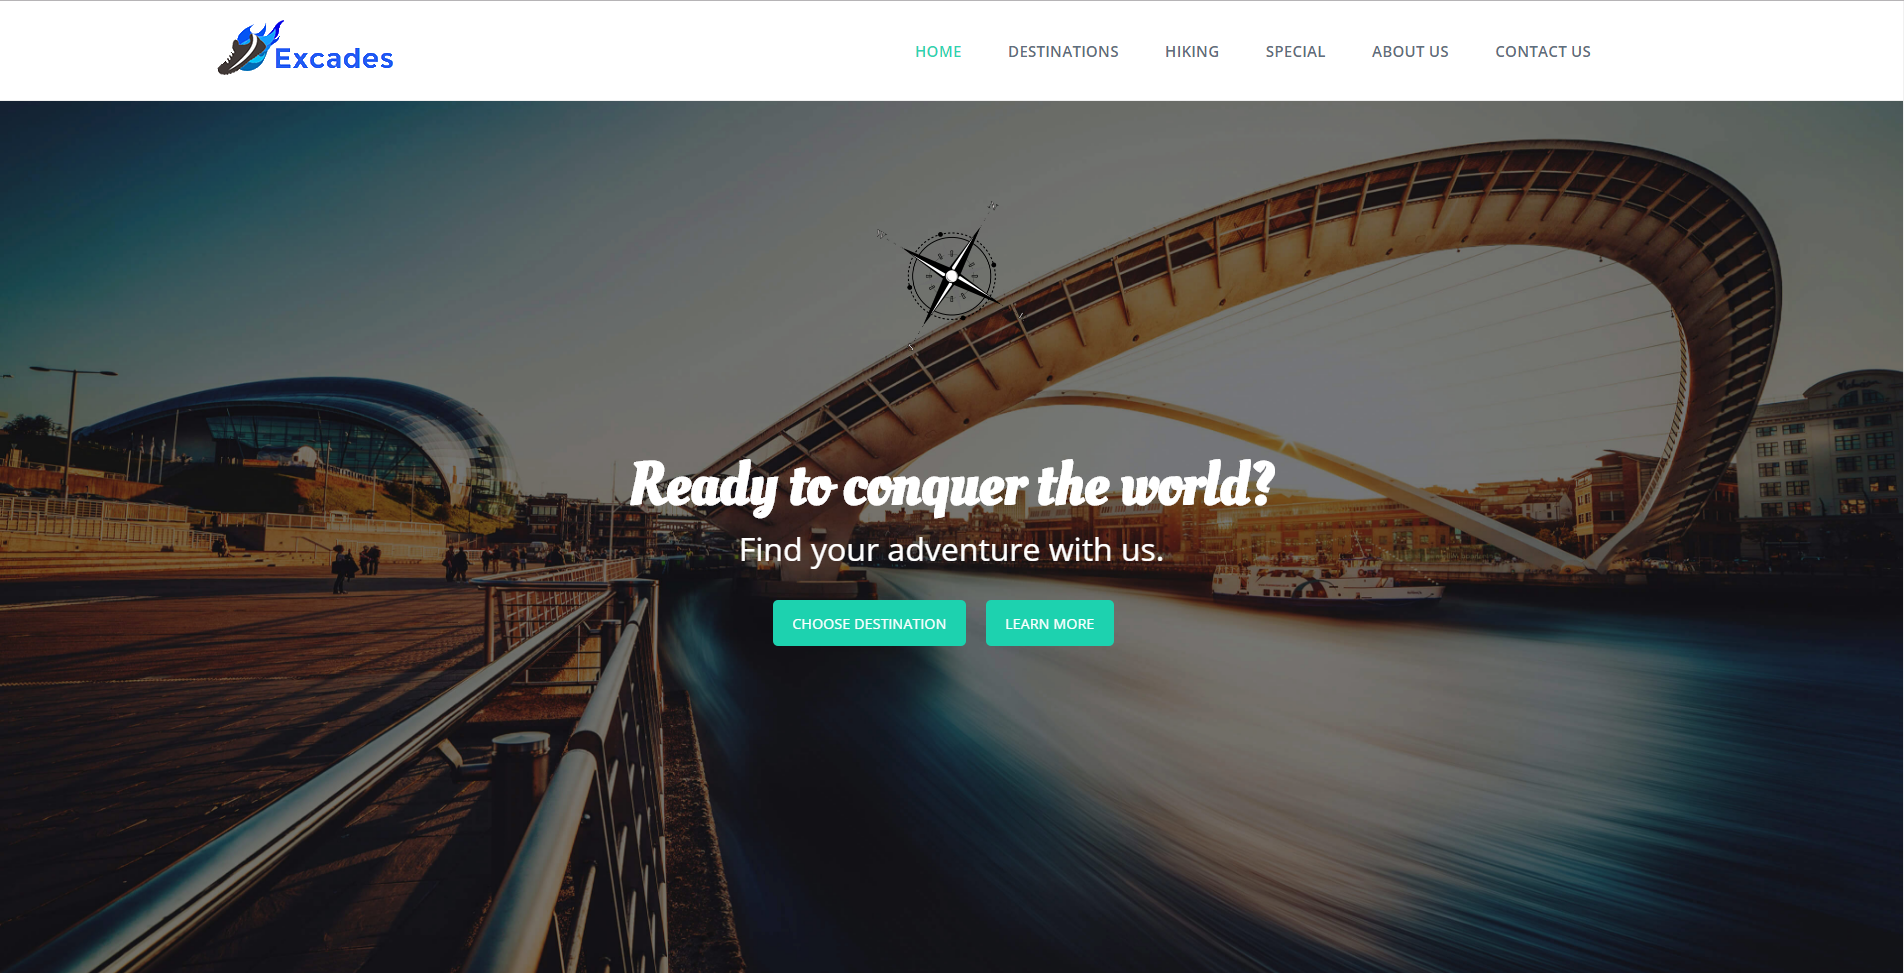 Excades
HOME DESTINATIONS HIKING SPECIAL ABOUT US CONTACT US
Ready to conquer the world?
Find your adventure with us.
CHOOSE DESTINATION LEARN MORE